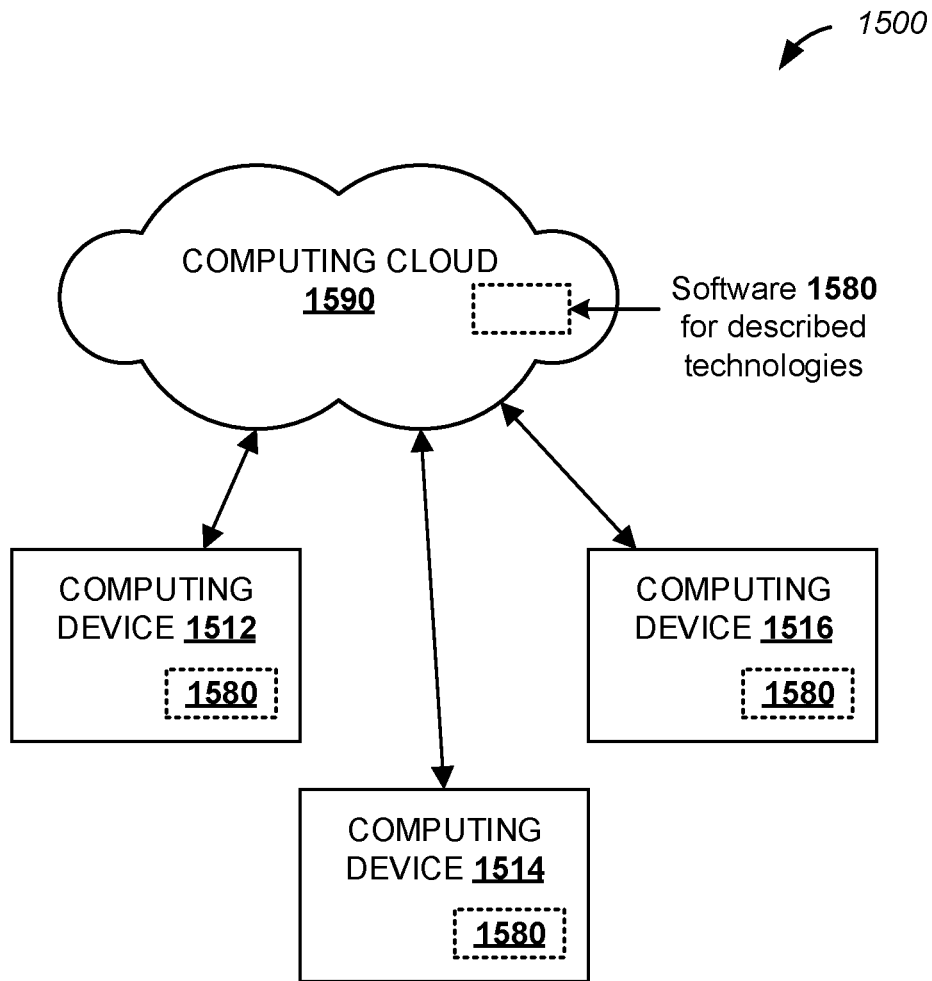 1500
COMPUTING CLOUD
1590
Software 1580
for described
technologies
COMPUTING
DEVICE 1512
1580
COMPUTING
DEVICE 1516
1580
COMPUTING
DEVICE 1514
1580